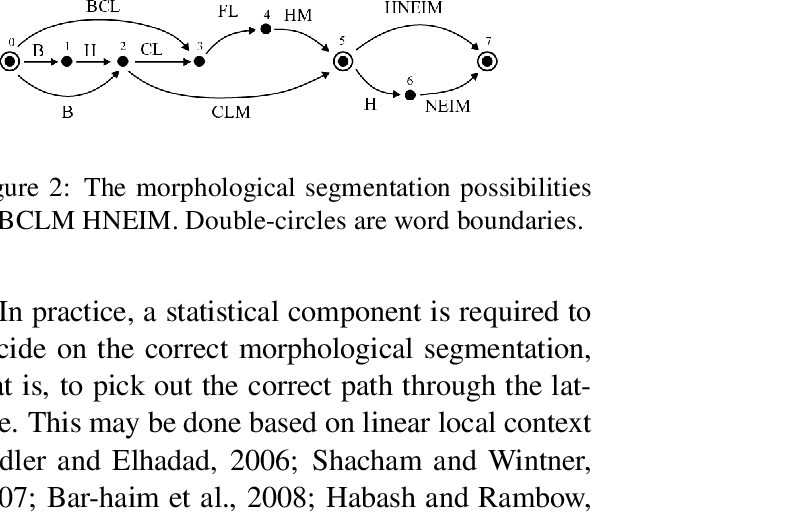 BCL
FL
4
HM
HNEIM
0
B
1
H
2
CL
3
5
7
6
B
CLM
H
NEIM
gure 2: The morphological segmentation possibilities
BCLM HNEIM. Double-circles are word boundaries.
In practice, a statistical component is required to
cide on the correct morphological segmentation,
at is, to pick out the correct path through the lat-
e. This may be done based on linear local context
dler and Elhadad, 2006; Shacham and Wintner,
07; Bar-haim et al., 2008; Habash and Rambow,